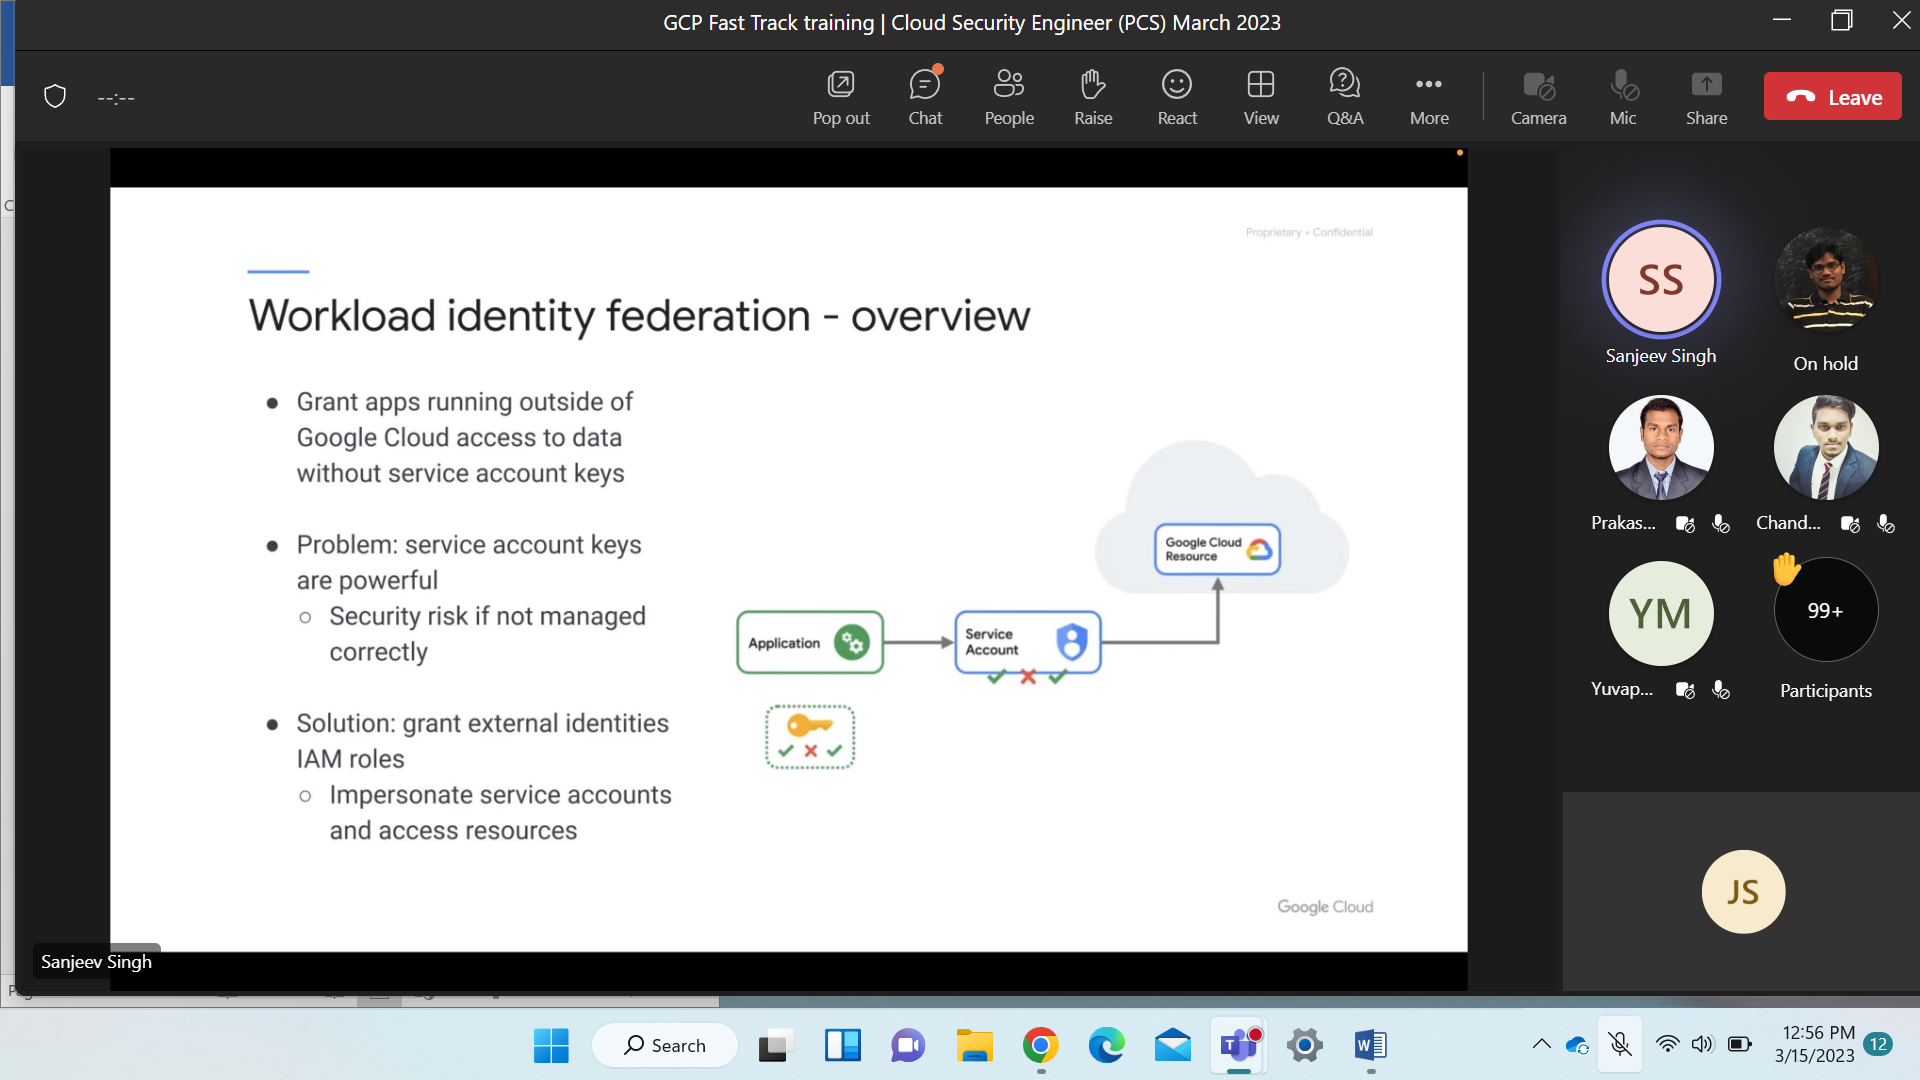 GCP Fast Track training | Cloud Security Engineer (PCS) March 2023
--:--
Pop out
Chat
People
Raise
React
View
Q&A
More
Camera
Mic
Share
Leave
Proprietary + Confidential
Workload identity federation - overview
● Grant apps running outside of
Google Cloud access to data
without service account keys
● Problem: service account keys
are powerful
○ Security risk if not managed
correctly
● Solution: grant external identities
IAM roles
○ Impersonate service accounts
and access resources
Application
Service
Account
Google Cloud
Resource
Google Cloud
Sanjeev Singh
SS
Sanjeev Singh
On hold
Prakas...
Chand...
YM
Yuvap...
99+
Participants
JS
Search
12:56 PM
3/15/2023
12